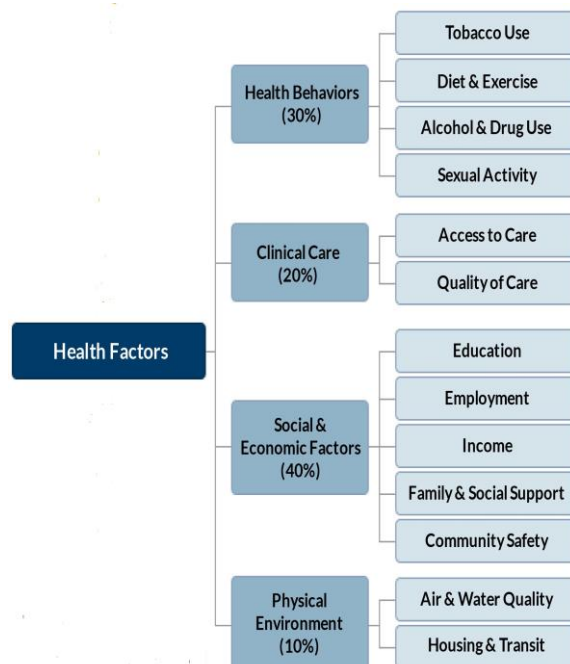 Health Factors
Health Behaviors
(30%)
Tobacco Use
Diet & Exercise
Alcohol & Drug Use
Sexual Activity
Clinical Care
(20%)
Access to Care
Quality of Care
Social &
Economic Factors
(40%)
Education
Employment
Income
Family & Social Support
Community Safety
Physical
Environment
(10%)
Air & Water Quality
Housing & Transit